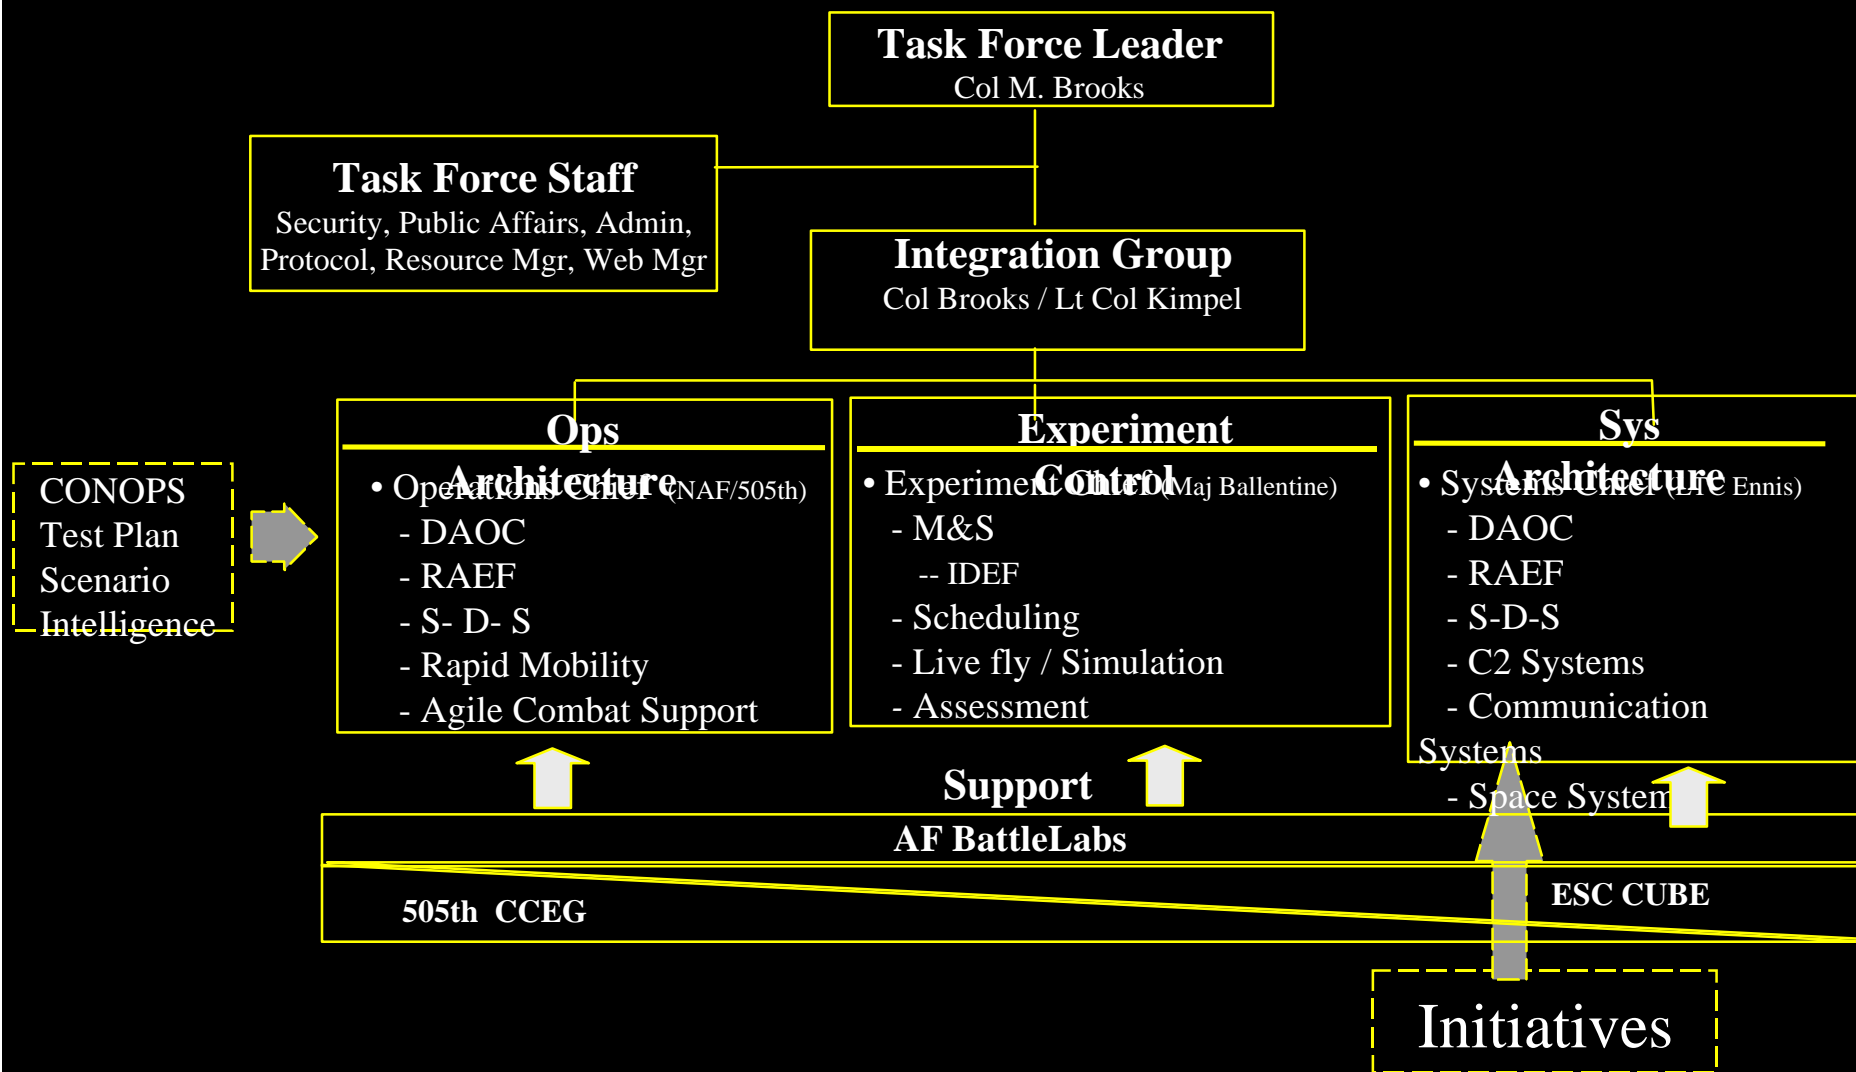 Task Force Leader
Col M. Brooks
Task Force Staff
Security, Public Affairs, Admin,
Protocol, Resource Mgr, Web Mgr
Integration Group
Col Brooks / Lt Col Kimpel
CONOPS
Test Plan
Scenario
Intelligence
Ops
Architecture
• Operations Chief (NAF/505th)
- DAOC
- RAEF
- S- D- S
- Rapid Mobility
- Agile Combat Support
Experiment
Control
• Experiment Chief (Maj Ballentine)
- M&S
-- IDEF
- Scheduling
- Live fly / Simulation
- Assessment
Sys
Architecture
• Systems Chief (LTC Ennis)
- DAOC
- RAEF
- S-D-S
- C2 Systems
- Communication
Systems
- Space Systems
Support
AF BattleLabs
505th CCEG
ESC CUBE
Initiatives